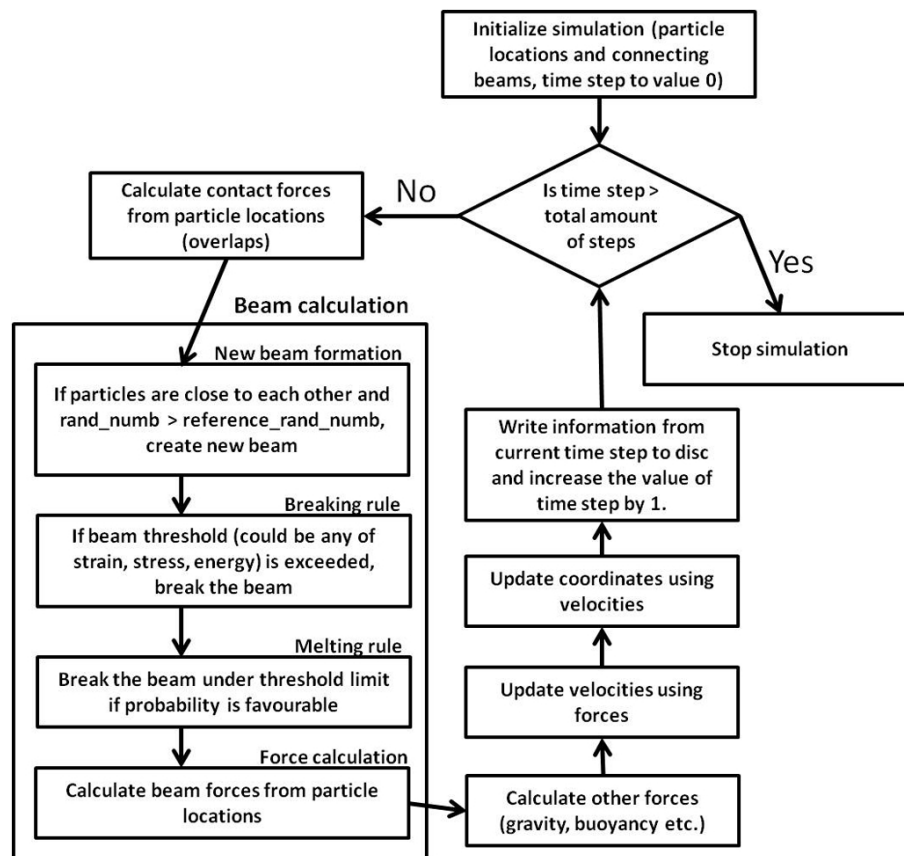 Initialize simulation (particle
locations and connecting
beams, time step to value 0)
Is time step >
total amount
of steps
No
Yes
Stop simulation
Calculate contact forces
from particle locations
(overlaps)
Beam calculation
New beam formation
If particles are close to each other and
rand_numb > reference_rand_numb,
create new beam
Breaking rule
If beam threshold (could be any of
strain, stress, energy) is exceeded,
break the beam
Melting rule
Break the beam under threshold limit
if probability is favourable
Force calculation
Calculate beam forces from particle
locations
Calculate other forces
(gravity, buoyancy etc.)
Update velocities using
forces
Update coordinates using
velocities
Write information from
current time step to disc
and increase the value of
time step by 1.